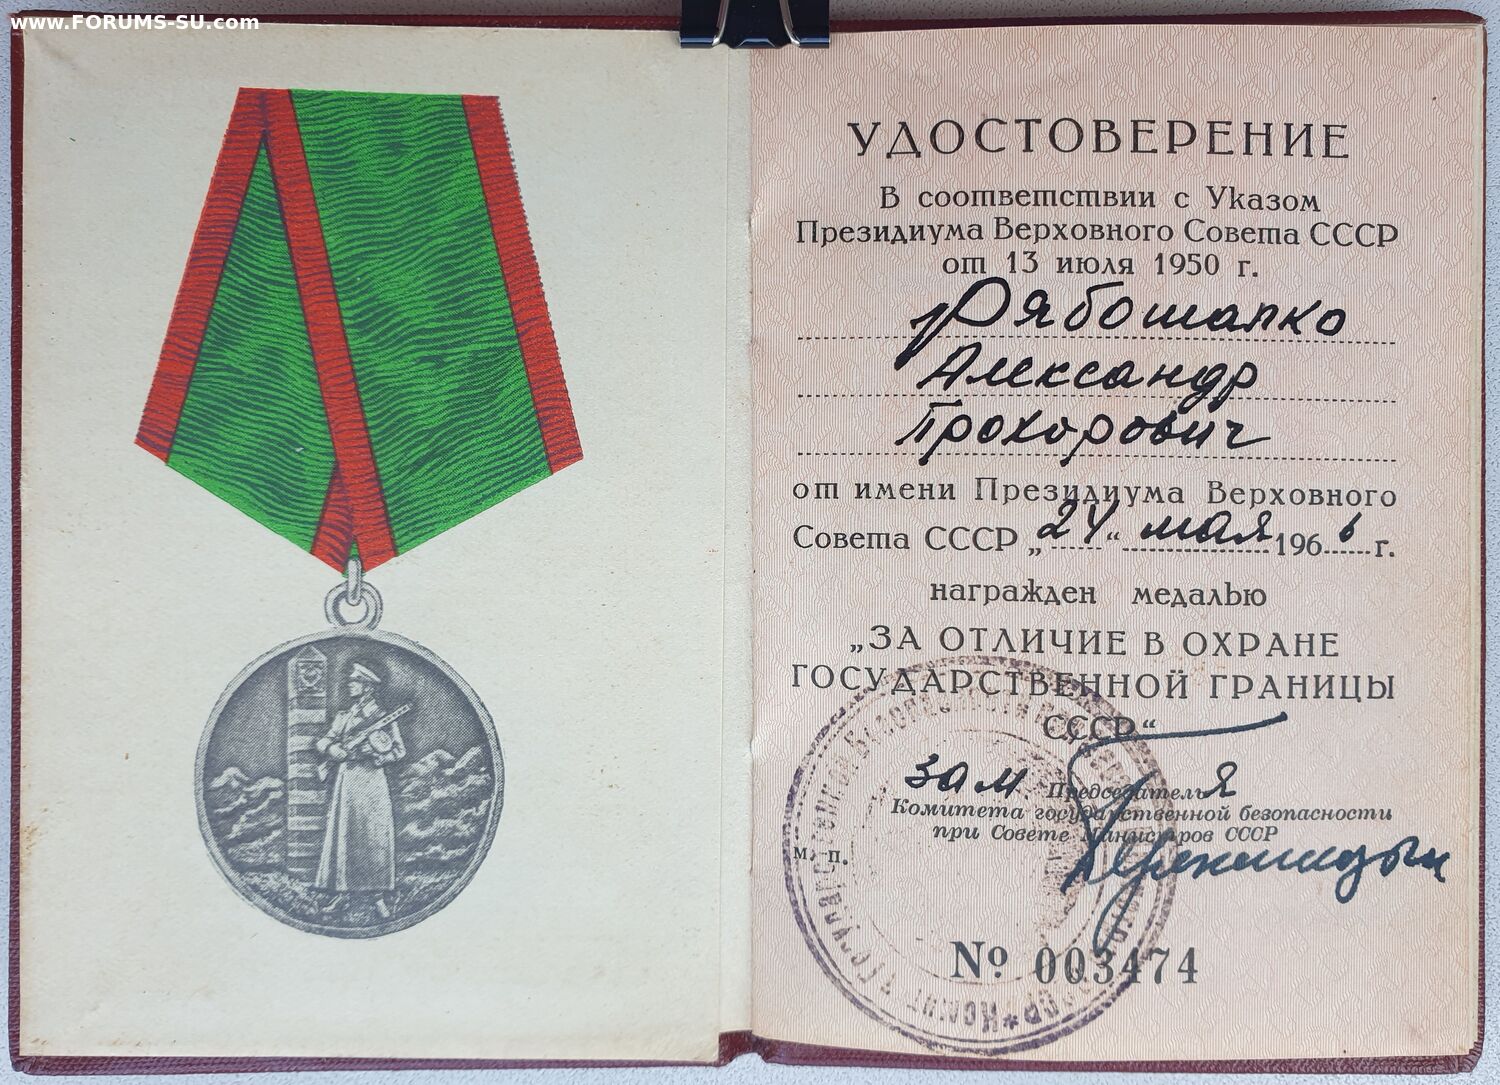 www.FORUMS-SU.com
УДОСТОВЕРЕНИЕ
В соответствии с Указом
Президиума Верховного Совета СССР
от 13 июля 1950 г.
Рябошапко
Александр
Прохорович
от имени Президиума Верховного
Совета СССР „24“ мая 1966 г.
награжден медалью
„ЗА ОТЛИЧИЕ В ОХРАНЕ
ГОСУДАРСТВЕННОЙ ГРАНИЦЫ
СССР“
зам. Председателья
Комитета государственной безопасности
при Совете Министров СССР
м. п.
№ 003474